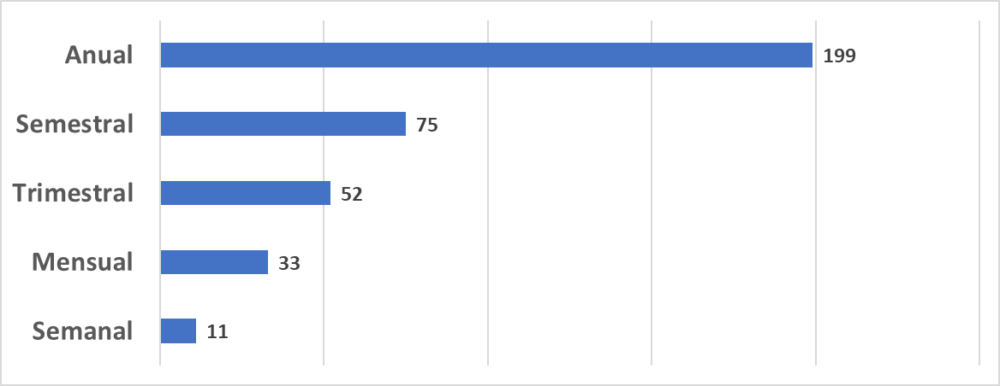 Anual 199
Semestral 75
Trimestral 52
Mensual 33
Semanal 11